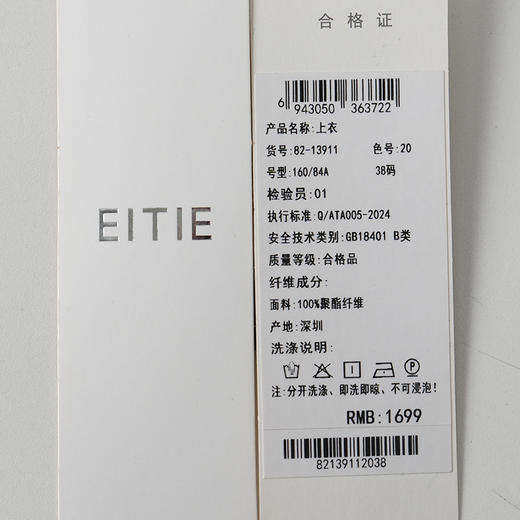 合格证
EITIE
6 943050 363722
产品名称:上衣
货号:82-13911 色号:20
号型:160/84A 38码
检验员:01
执行标准:Q/ATA005-2024
安全技术类别:GB18401 B类
质量等级:合格品
纤维成分:
面料:100%聚酯纤维
产地:深圳
洗涤说明:
注:分开洗涤、即洗即晾、不可浸泡!
RMB:1699
82139112038